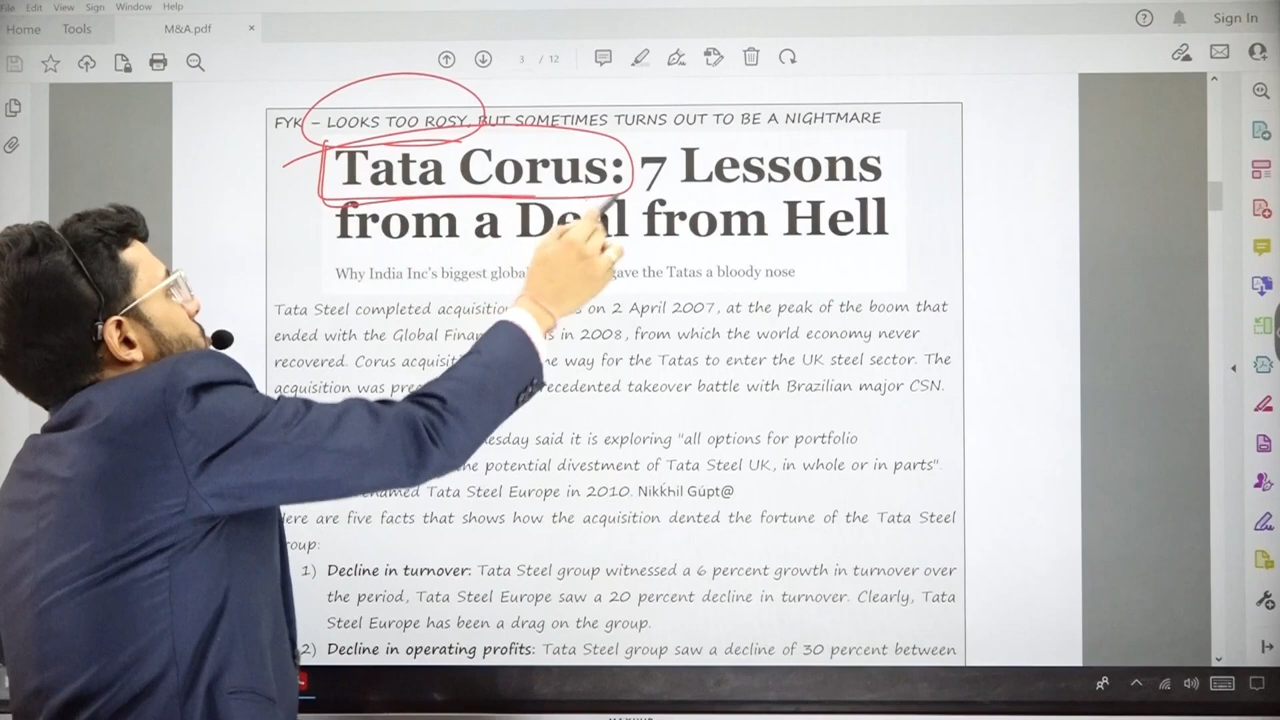 File Edit View Sign Window Help
Home Tools M&A.pdf × Sign In
3 / 12
FYK – LOOKS TOO ROSY, BUT SOMETIMES TURNS OUT TO BE A NIGHTMARE
Tata Corus: 7 Lessons
from a Deal from Hell
Why India Inc's biggest globa gave the Tatas a bloody nose
Tata Steel completed acquisitio on 2 April 2007, at the peak of the boom that
ended with the Global Finan in 2008, from which the world economy never
recovered. Corus acquisit way for the Tatas to enter the UK steel sector. The
acquisition was prec recedented takeover battle with Brazilian major CSN.
esday said it is exploring "all options for portfolio
the potential divestment of Tata Steel UK, in whole or in parts".
renamed Tata Steel Europe in 2010. Nikkhil Gúpt@
Here are five facts that shows how the acquisition dented the fortune of the Tata Steel
group:
1) Decline in turnover: Tata Steel group witnessed a 6 percent growth in turnover over
the period, Tata Steel Europe saw a 20 percent decline in turnover. Clearly, Tata
Steel Europe has been a drag on the group.
2) Decline in operating profits: Tata Steel group saw a decline of 30 percent between